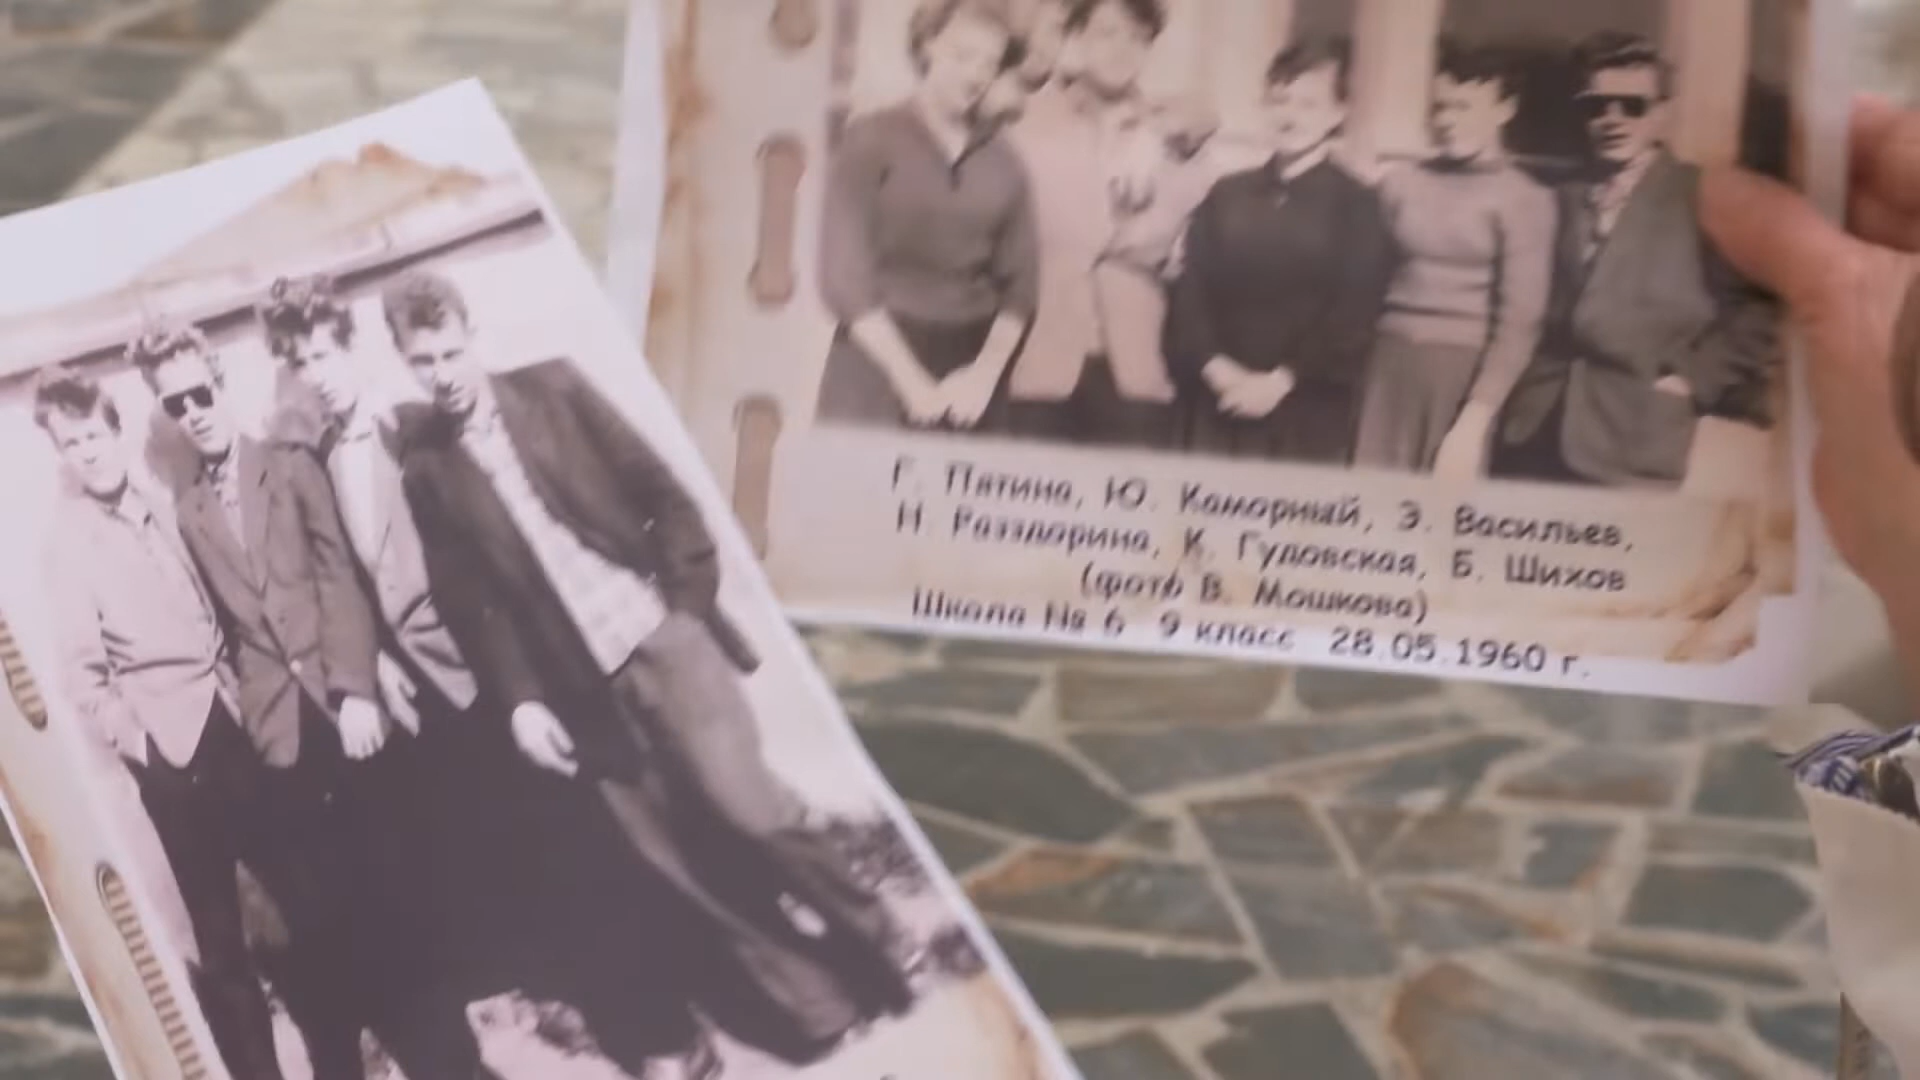 Г. Пятина, Ю. Каморный, Э. Васильев,
Н. Раздорина, К. Гудовская, Б. Шихов
(фото В. Мошкова)
Школа № 6 9 класс 28.05.1960 г.